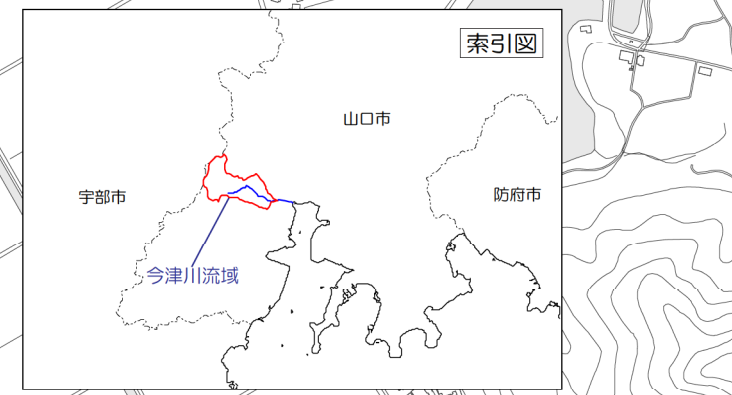 索引図
山口市
宇部市
防府市
今津川流域